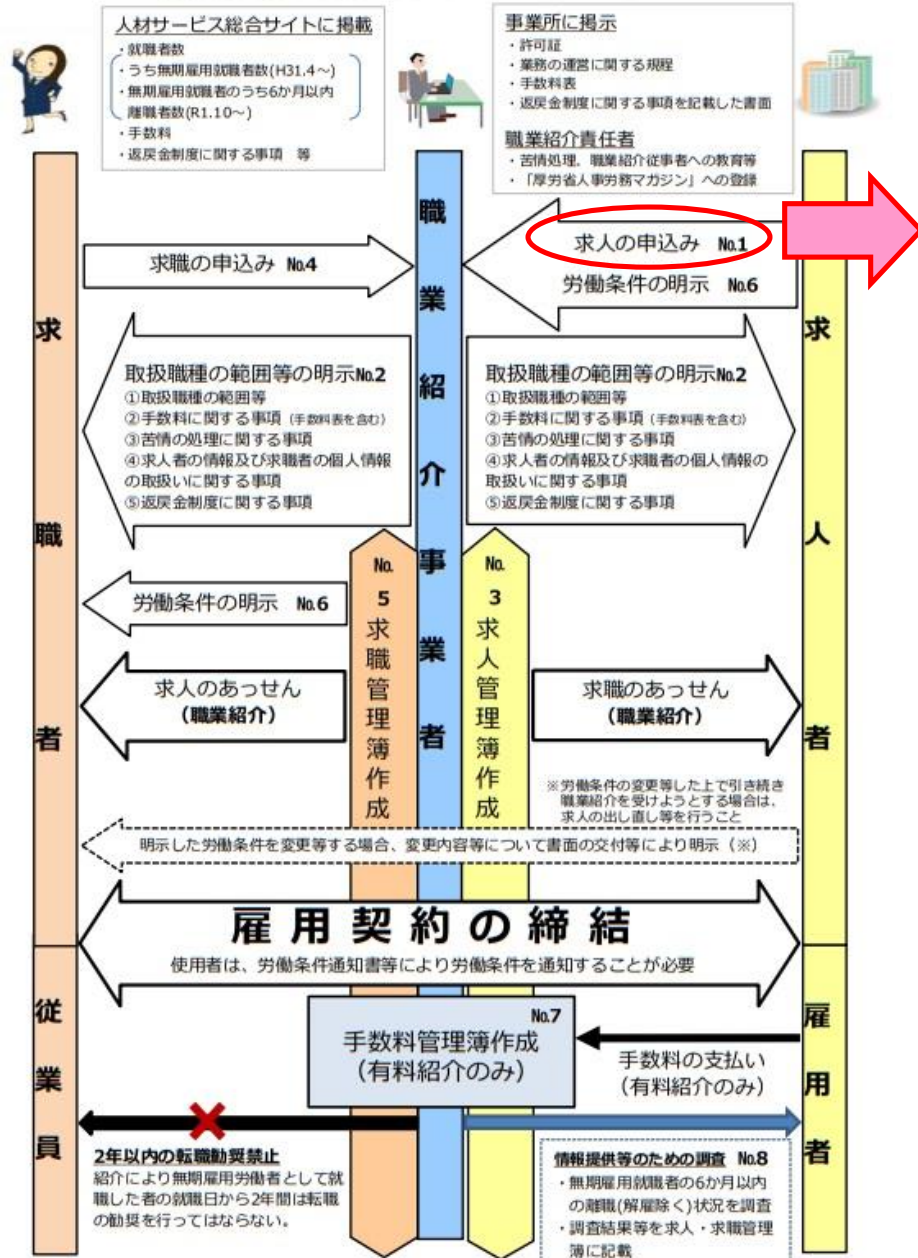 人材サービス総合サイトに掲載
・就職者数
・うち無期雇用就職者数(H31.4～)
・無期雇用就職者のうち6か月以内
離職者数(R1.10～)
・手数料
・返戻金制度に関する事項　等
事業所に掲示
・許可証
・業務の運営に関する規程
・手数料表
・返戻金制度に関する事項を記載した書面
職業紹介責任者
・苦情処理、職業紹介従事者への教育等
・「厚労省人事労務マガジン」への登録
求職者
職業紹介事業者
求人者
求職の申込み No.4
求人の申込み No.1
労働条件の明示 No.6
取扱職種の範囲等の明示No.2
①取扱職種の範囲等
②手数料に関する事項（手数料表を含む）
③苦情の処理に関する事項
④求人者の情報及び求職者の個人情報
の取扱いに関する事項
⑤返戻金制度に関する事項
取扱職種の範囲等の明示No.2
①取扱職種の範囲等
②手数料に関する事項（手数料表を含む）
③苦情の処理に関する事項
④求人者の情報及び求職者の個人情報の
取扱いに関する事項
⑤返戻金制度に関する事項
No.5求職管理簿作成
No.3求人管理簿作成
労働条件の明示 No.6
求人のあっせん
（職業紹介）
求職のあっせん
（職業紹介）
※労働条件の変更等した上で引き続き
職業紹介を受けようとする場合は、
求人の出し直し等を行うこと
明示した労働条件を変更等する場合、変更内容等について書面の交付等により明示（※）
雇用契約の締結
使用者は、労働条件通知書等により労働条件を通知することが必要
従業員
雇用者
No.7
手数料管理簿作成
（有料紹介のみ）
手数料の支払い
（有料紹介のみ）
2年以内の転職勧奨禁止
紹介により無期雇用労働者として就
職した者の就職日から2年間は転職
の勧奨を行ってはならない。
情報提供等のための調査 No.8
・無期雇用就職者の6か月以内
の離職(解雇除く)状況を調査
・調査結果等を求人・求職管理
簿に記載